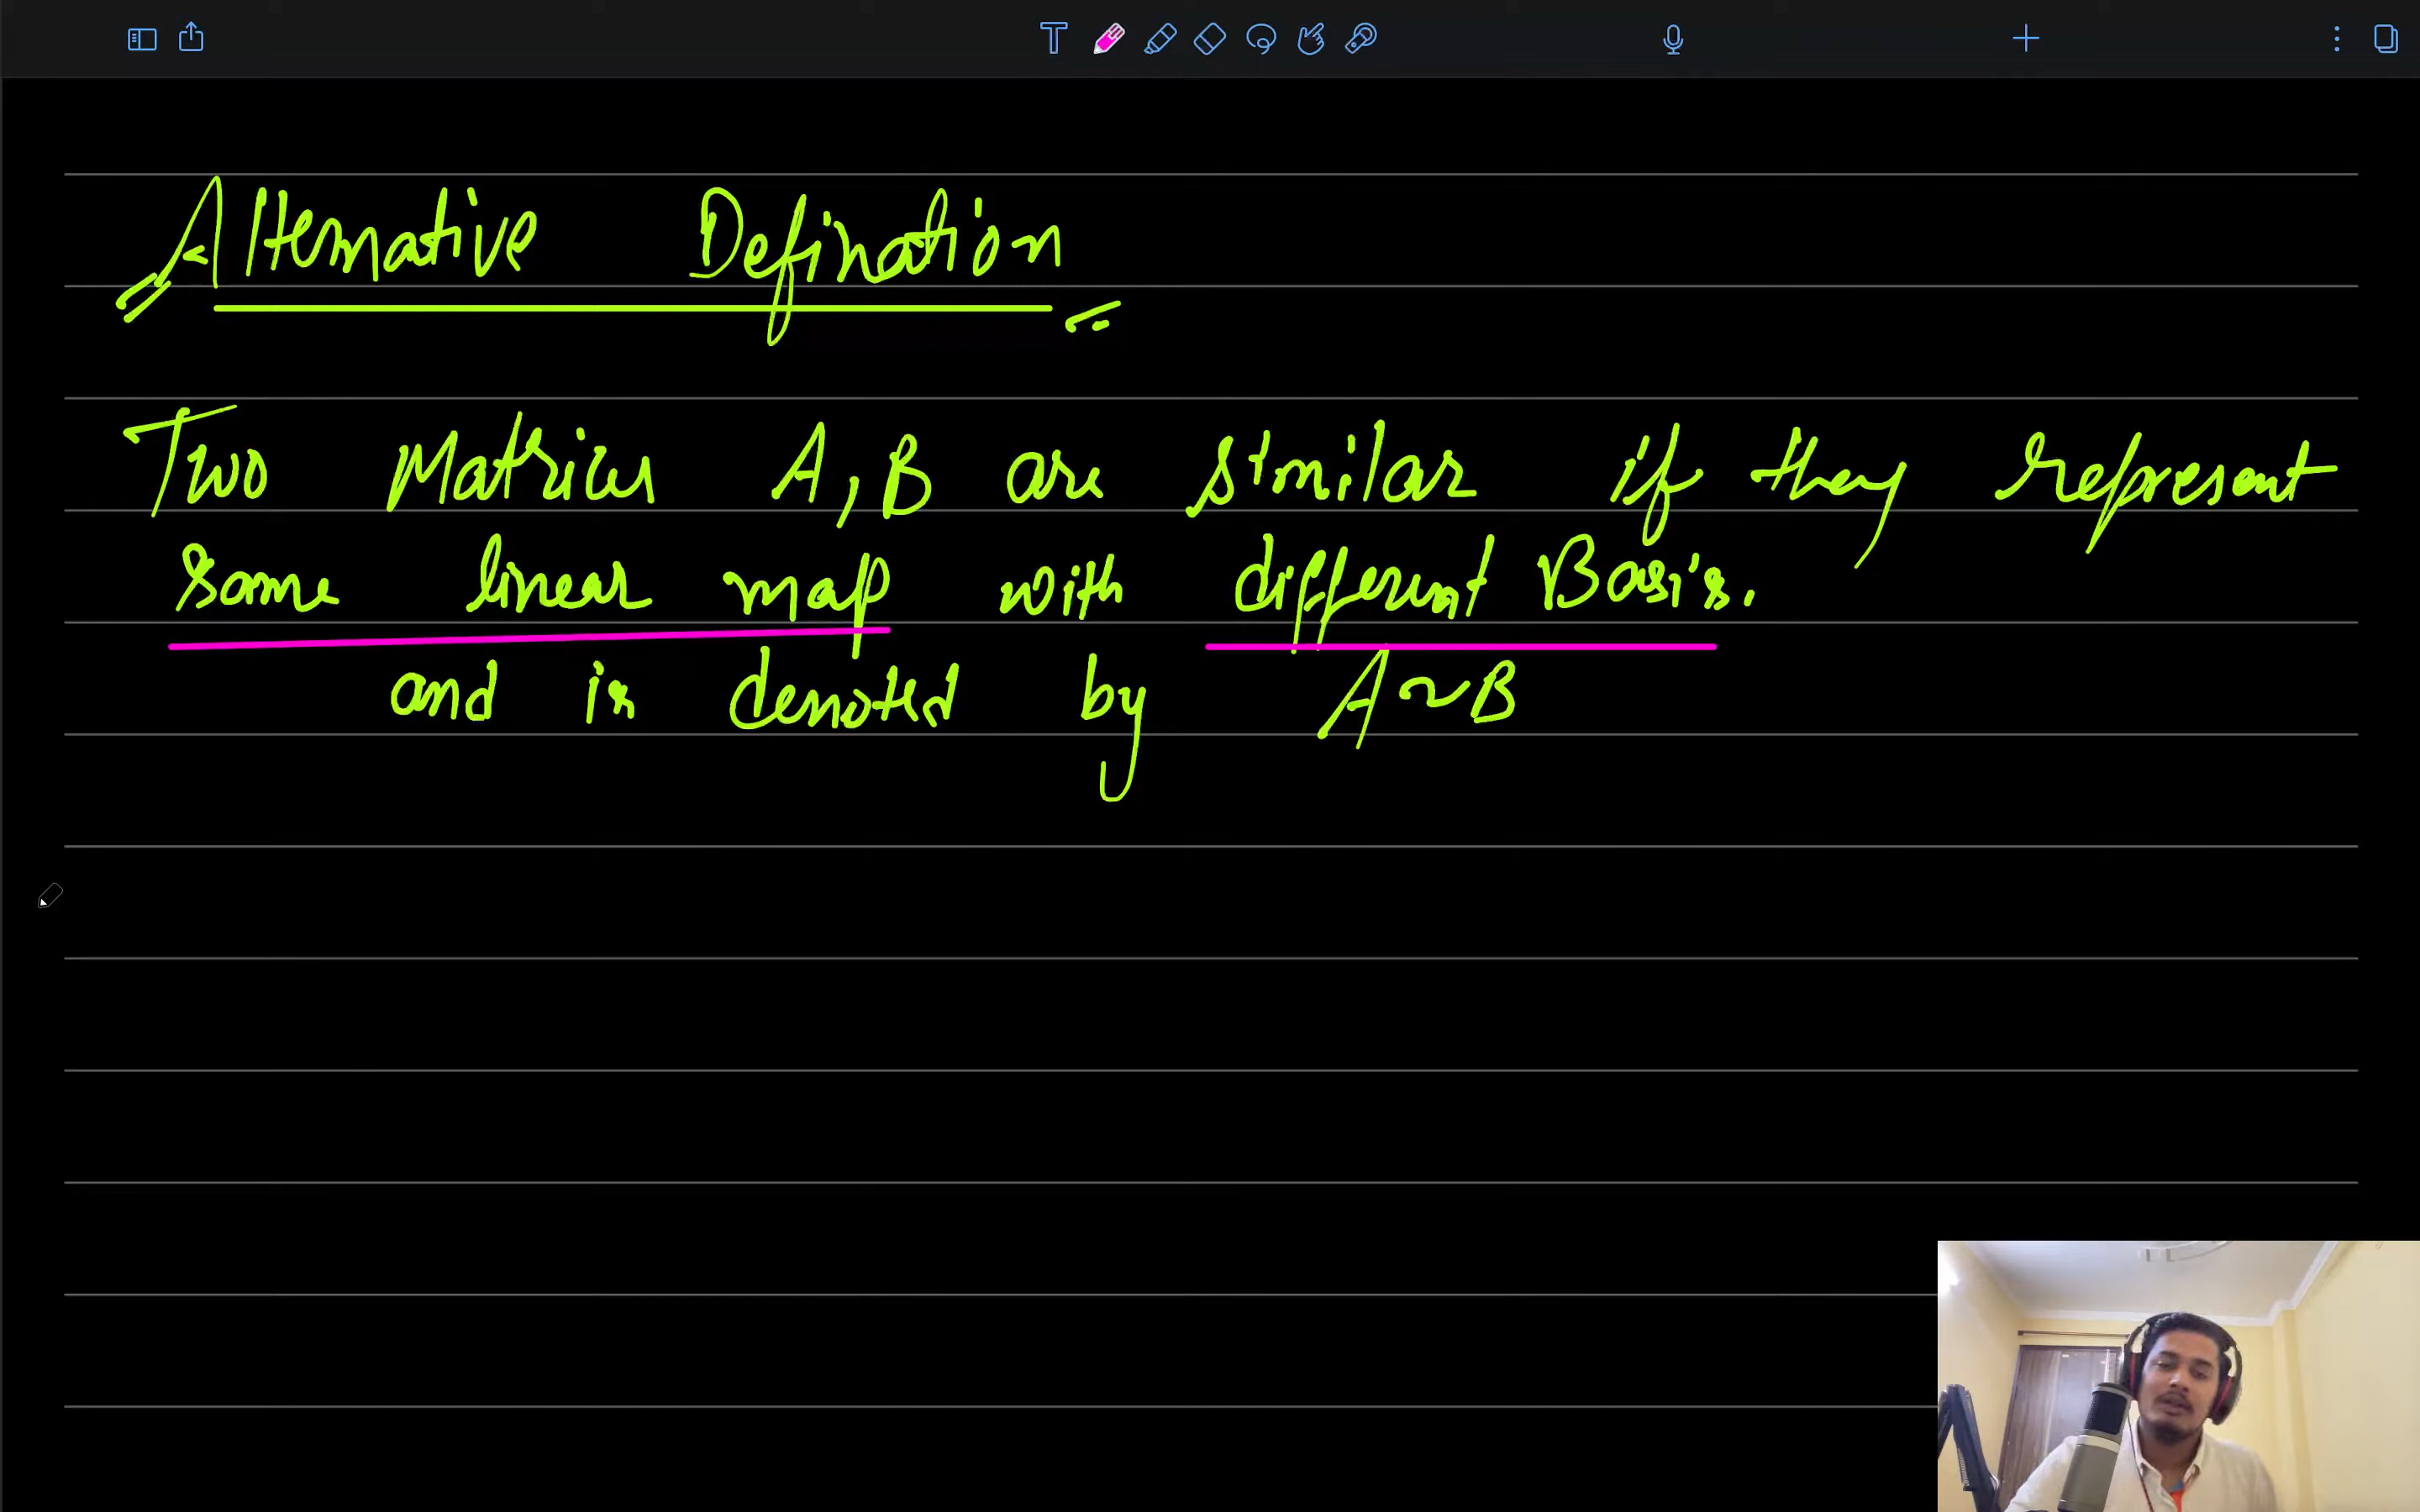 Alternative Defination
Two Matrices A, B are similar if they represent
same linear map with different Basis.
and is denoted by A ~ B